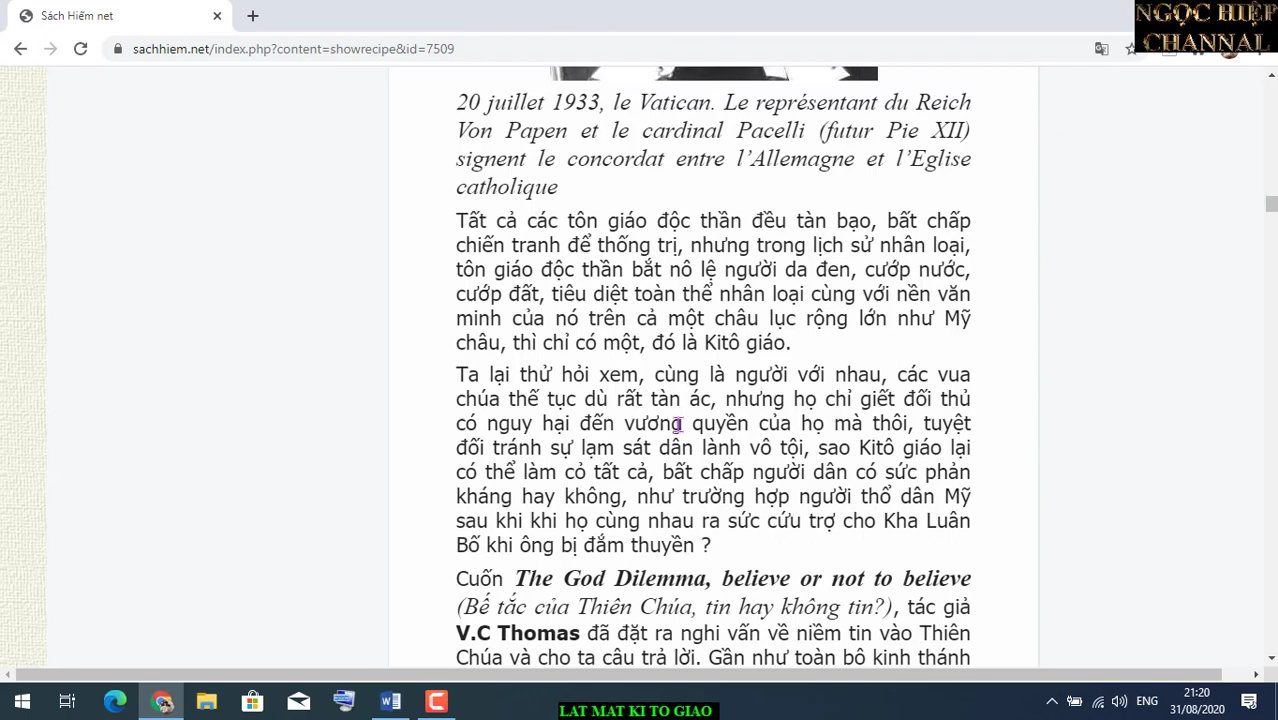 Sách Hiếm net
NGỌC HIỆP
CHANNAL
sachhiem.net/index.php?content=showrecipe&id=7509
20 juillet 1933, le Vatican. Le représentant du Reich
Von Papen et le cardinal Pacelli (futur Pie XII)
signent le concordat entre l'Allemagne et l'Eglise
catholique
Tất cả các tôn giáo độc thần đều tàn bạo, bất chấp
chiến tranh để thống trị, nhưng trong lịch sử nhân loại,
tôn giáo độc thần bắt nô lệ người da đen, cướp nước,
cướp đất, tiêu diệt toàn thể nhân loại cùng với nền văn
minh của nó trên cả một châu lục rộng lớn như Mỹ
châu, thì chỉ có một, đó là Kitô giáo.
Ta lại thử hỏi xem, cùng là người với nhau, các vua
chúa thế tục dù rất tàn ác, nhưng họ chỉ giết đối thủ
có nguy hại đến vương quyền của họ mà thôi, tuyệt
đối tránh sự lạm sát dân lành vô tội, sao Kitô giáo lại
có thể làm cỏ tất cả, bất chấp người dân có sức phản
kháng hay không, như trường hợp người thổ dân Mỹ
sau khi khi họ cùng nhau ra sức cứu trợ cho Kha Luân
Bố khi ông bị đắm thuyền ?
Cuốn The God Dilemma, believe or not to believe
(Bế tắc của Thiên Chúa, tin hay không tin?), tác giả
V.C Thomas đã đặt ra nghi vấn về niềm tin vào Thiên
Chúa và cho ta câu trả lời. Gần như toàn bộ kinh thánh
ENG
21:20
31/08/2020
LAT MAT KI TO GIAO